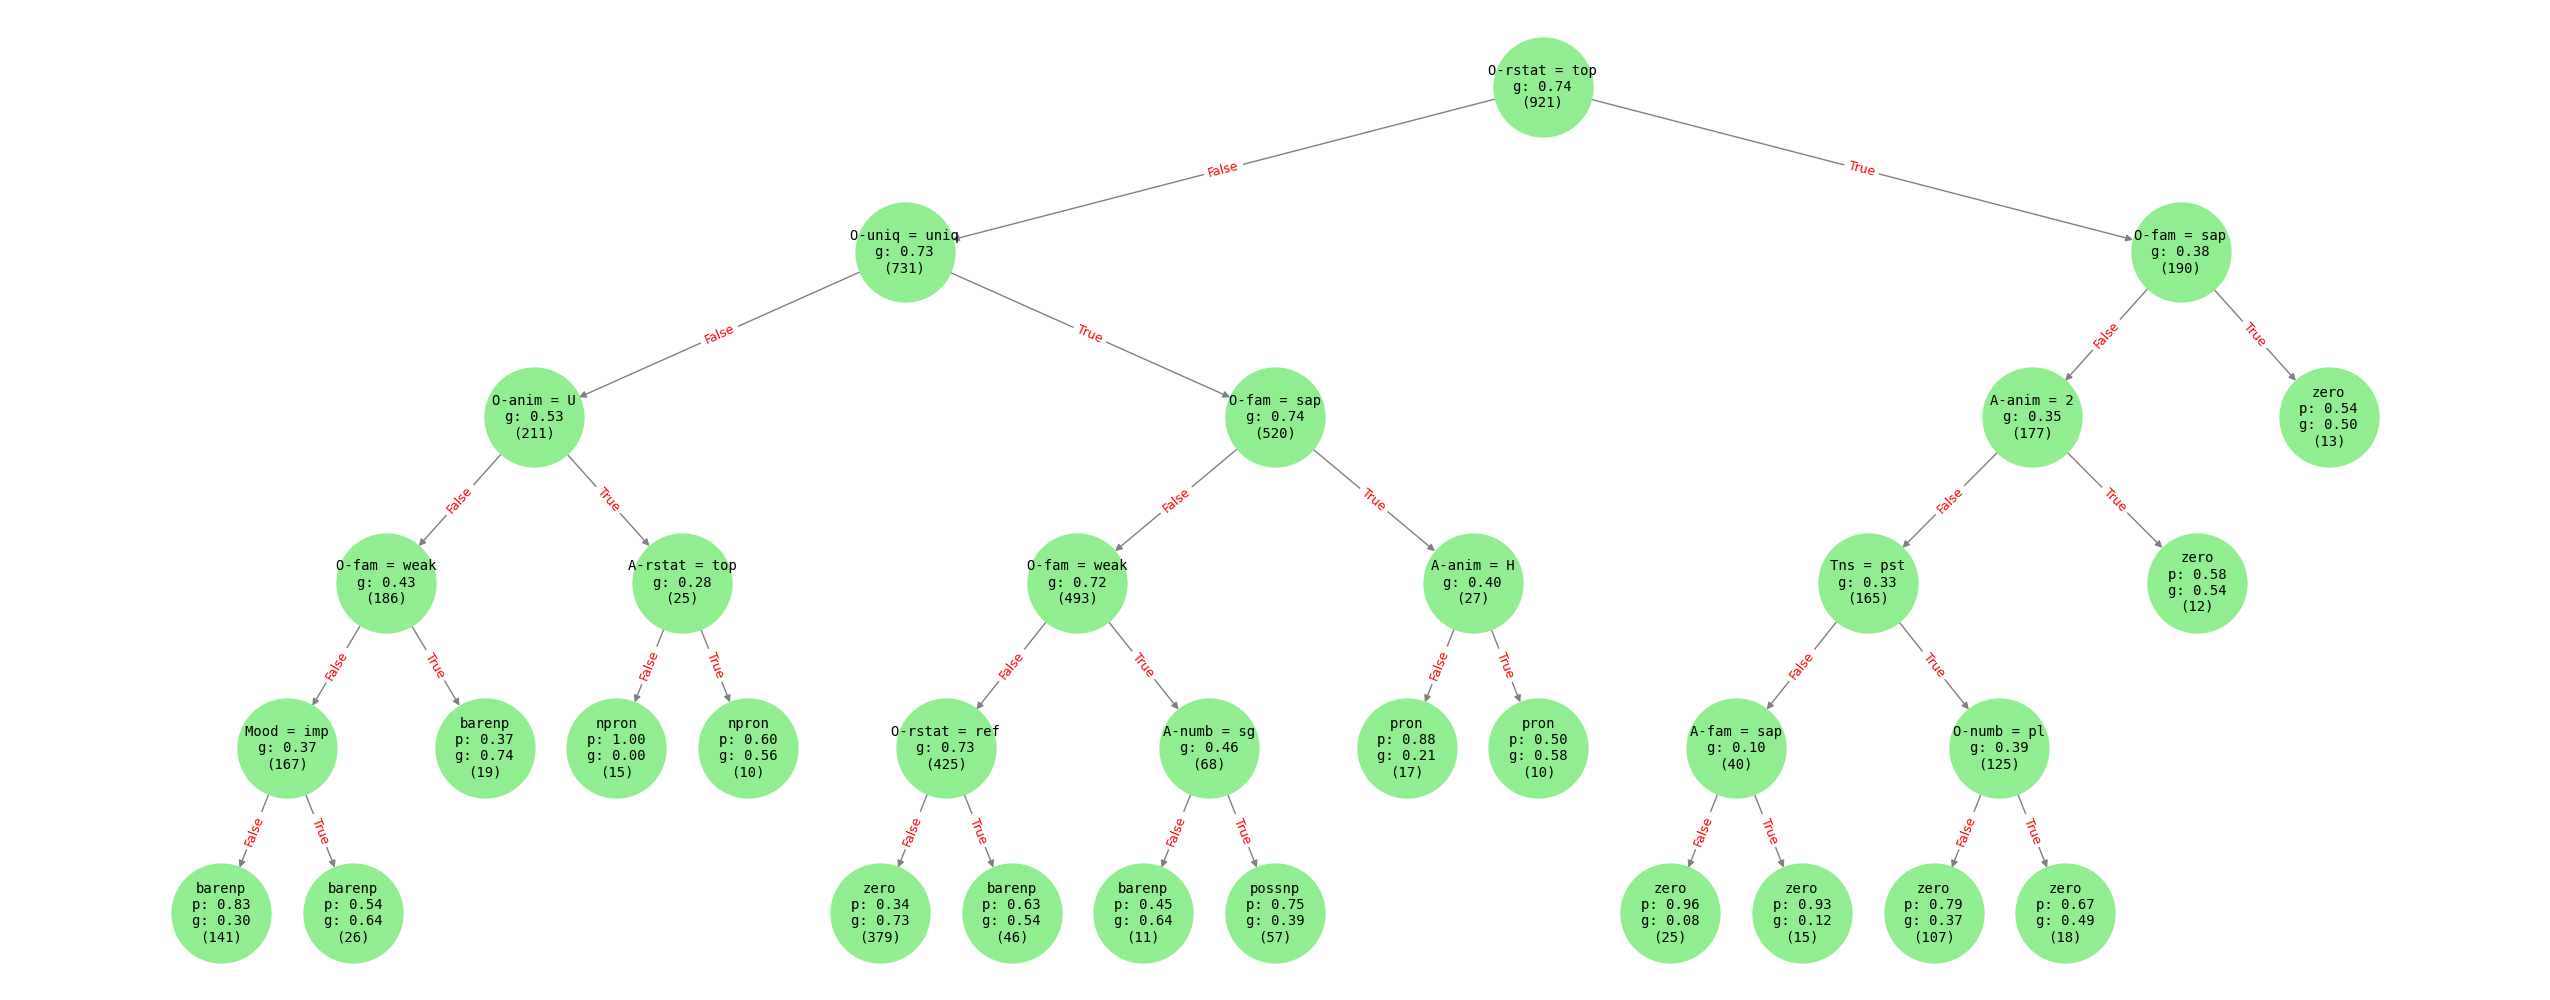 O-rstat = top
g: 0.74
(921)
False
True
O-uniq = uniq
g: 0.73
(731)
O-fam = sap
g: 0.38
(190)
False
True
False
True
O-anim = U
g: 0.53
(211)
O-fam = sap
g: 0.74
(520)
A-anim = 2
g: 0.35
(177)
zero
p: 0.54
g: 0.50
(13)
False
True
False
True
False
True
O-fam = weak
g: 0.43
(186)
A-rstat = top
g: 0.28
(25)
O-fam = weak
g: 0.72
(493)
A-anim = H
g: 0.40
(27)
Tns = pst
g: 0.33
(165)
zero
p: 0.58
g: 0.54
(12)
False
True
False
True
False
True
False
True
False
True
Mood = imp
g: 0.37
(167)
barenp
p: 0.37
g: 0.74
(19)
npron
p: 1.00
g: 0.00
(15)
npron
p: 0.60
g: 0.56
(10)
O-rstat = ref
g: 0.73
(425)
A-numb = sg
g: 0.46
(68)
pron
p: 0.88
g: 0.21
(17)
pron
p: 0.50
g: 0.58
(10)
A-fam = sap
g: 0.10
(40)
O-numb = pl
g: 0.39
(125)
False
True
False
True
False
True
False
True
False
True
barenp
p: 0.83
g: 0.30
(141)
barenp
p: 0.54
g: 0.64
(26)
zero
p: 0.34
g: 0.73
(379)
barenp
p: 0.63
g: 0.54
(46)
barenp
p: 0.45
g: 0.64
(11)
possnp
p: 0.75
g: 0.39
(57)
zero
p: 0.96
g: 0.08
(25)
zero
p: 0.93
g: 0.12
(15)
zero
p: 0.79
g: 0.37
(107)
zero
p: 0.67
g: 0.49
(18)